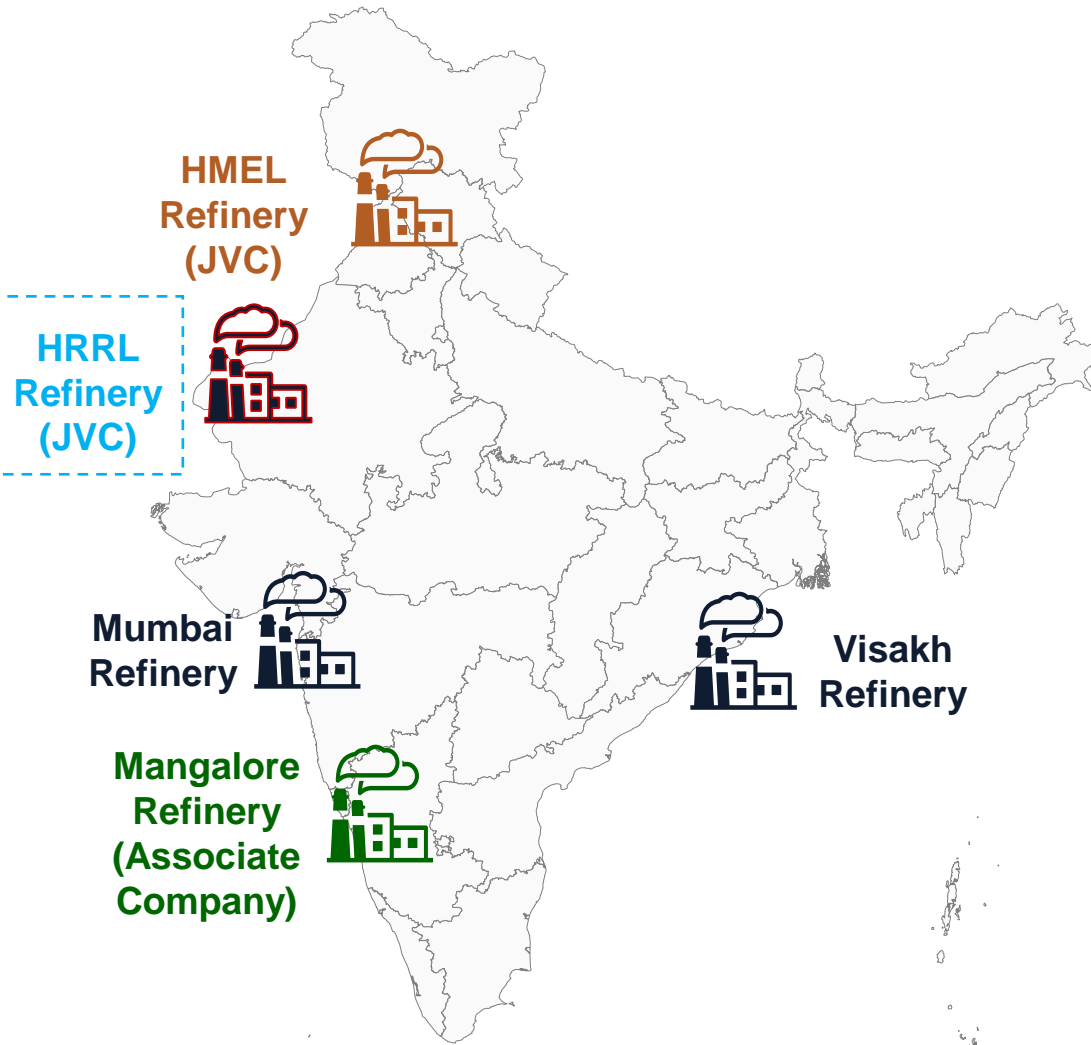 HMEL
Refinery
(JVC)
HRRL
Refinery
(JVC)
Mumbai
Refinery
Visakh
Refinery
Mangalore
Refinery
(Associate
Company)